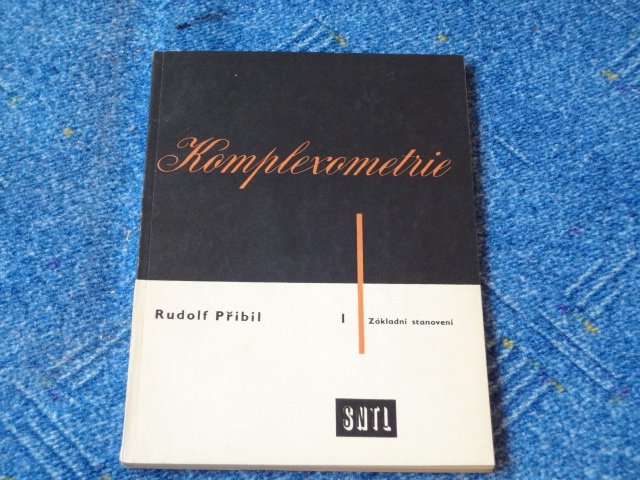 Komplexometrie
Rudolf Přibil
I Základní stanovení
SNTL